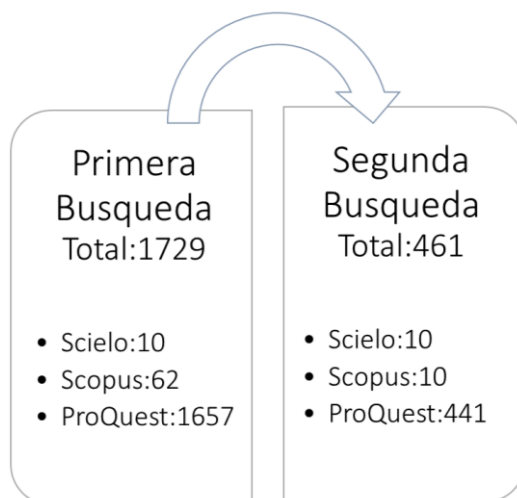 Primera
Busqueda
Total:1729
• Scielo:10
• Scopus:62
• ProQuest:1657
Segunda
Busqueda
Total:461
• Scielo:10
• Scopus:10
• ProQuest:441